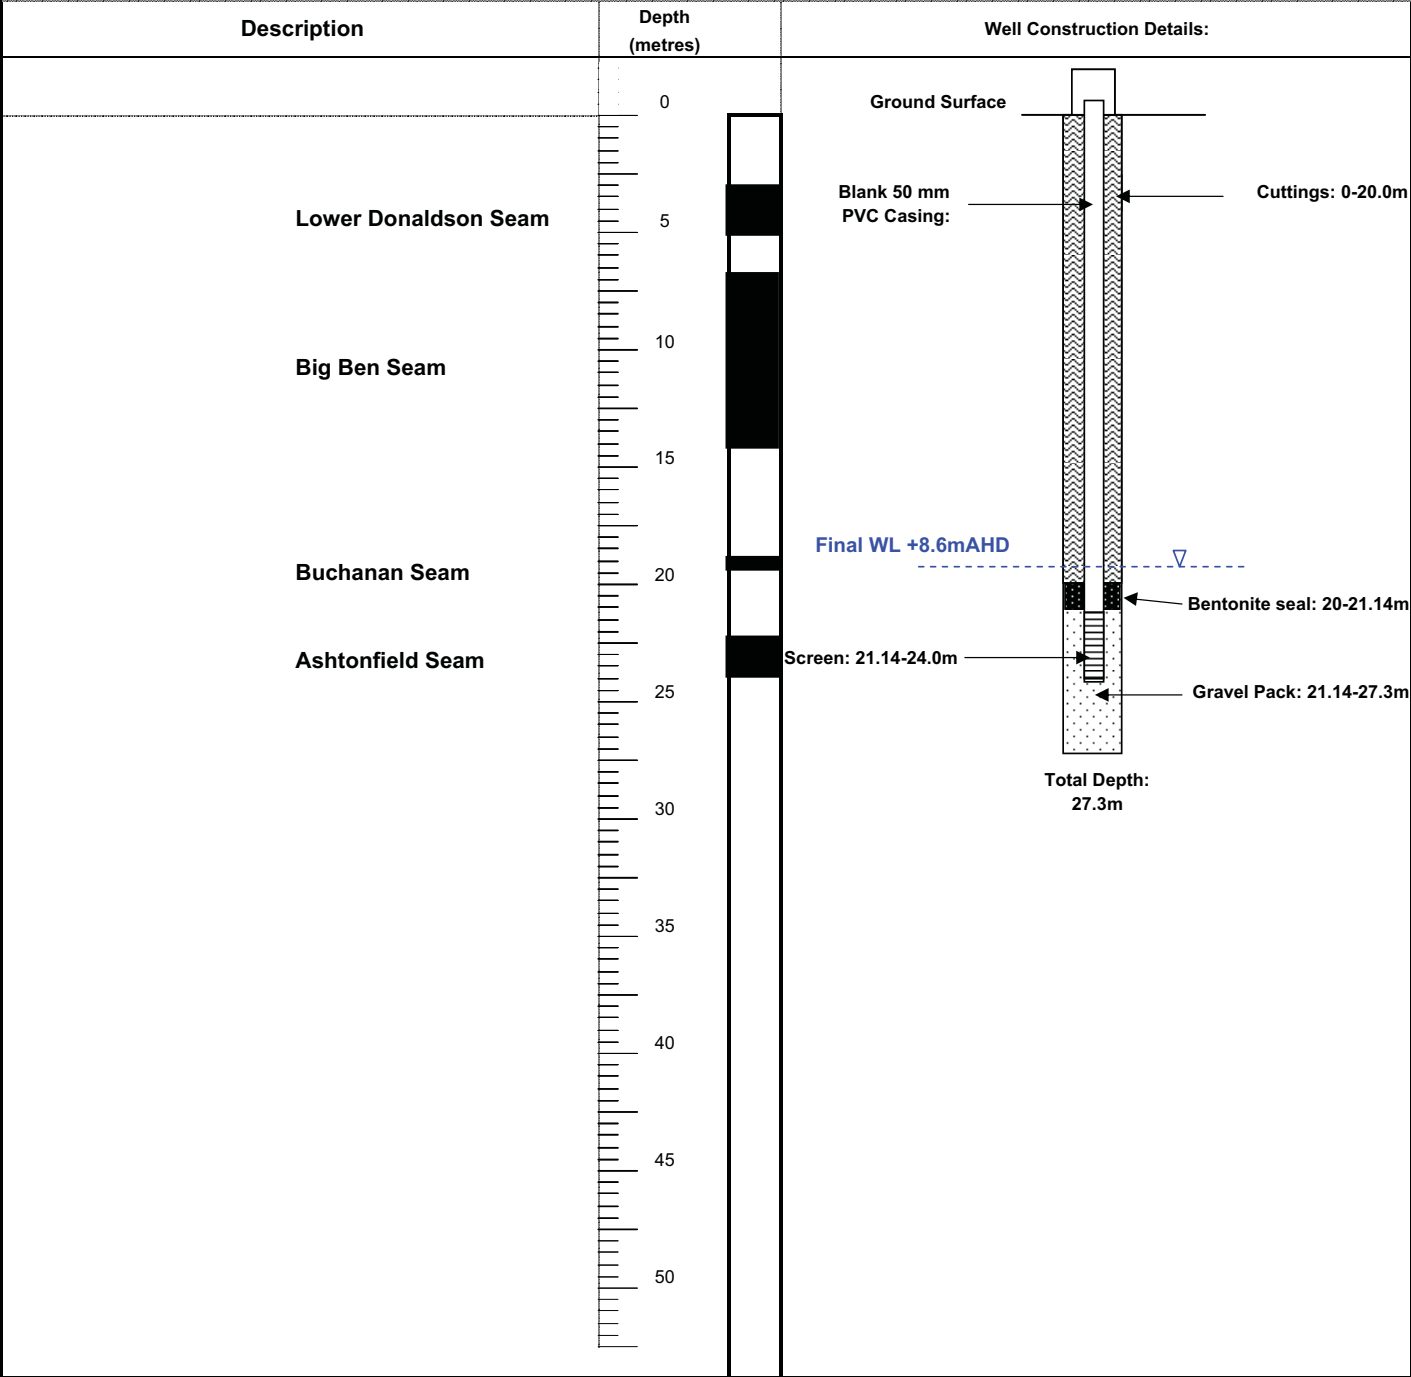 Description
Depth
(metres)
Well Construction Details:
0
Ground Surface
Blank 50 mm
PVC Casing:
Cuttings: 0-20.0m
Lower Donaldson Seam
5
10
Big Ben Seam
15
Final WL +8.6mAHD
Buchanan Seam
20
Bentonite seal: 20-21.14m
Ashtonfield Seam
Screen: 21.14-24.0m
25
Gravel Pack: 21.14-27.3m
Total Depth:
27.3m
30
35
40
45
50